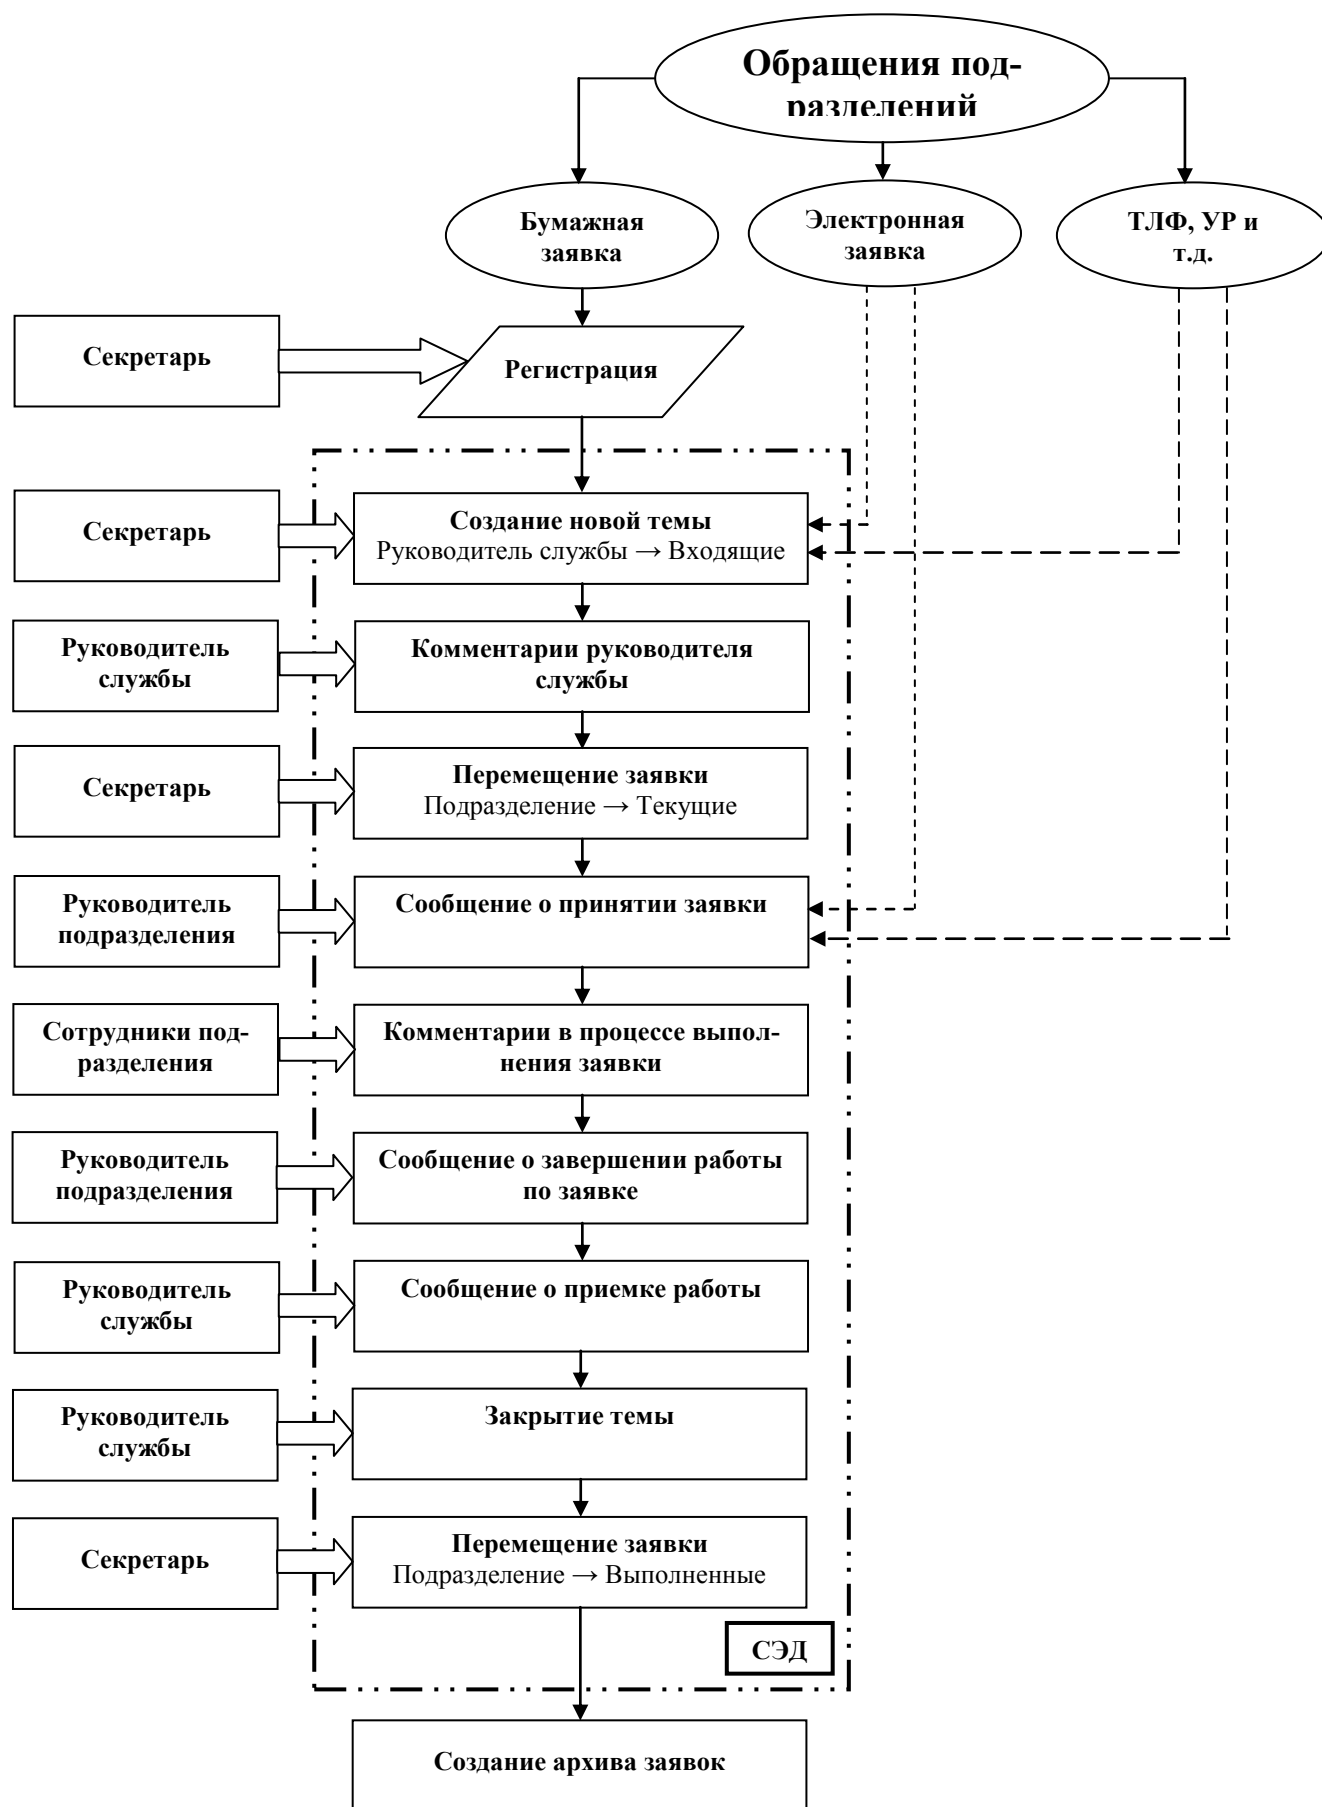 Обращения под-
разделений
Бумажная
заявка
Электронная
заявка
ТЛФ, УР и
т.д.
Секретарь
Регистрация
Секретарь
Создание новой темы
Руководитель службы → Входящие
Руководитель
службы
Комментарии руководителя
службы
Секретарь
Перемещение заявки
Подразделение → Текущие
Руководитель
подразделения
Сообщение о принятии заявки
Сотрудники под-
разделения
Комментарии в процессе выпол-
нения заявки
Руководитель
подразделения
Сообщение о завершении работы
по заявке
Руководитель
службы
Сообщение о приемке работы
Руководитель
службы
Закрытие темы
Секретарь
Перемещение заявки
Подразделение → Выполненные
СЭД
Создание архива заявок